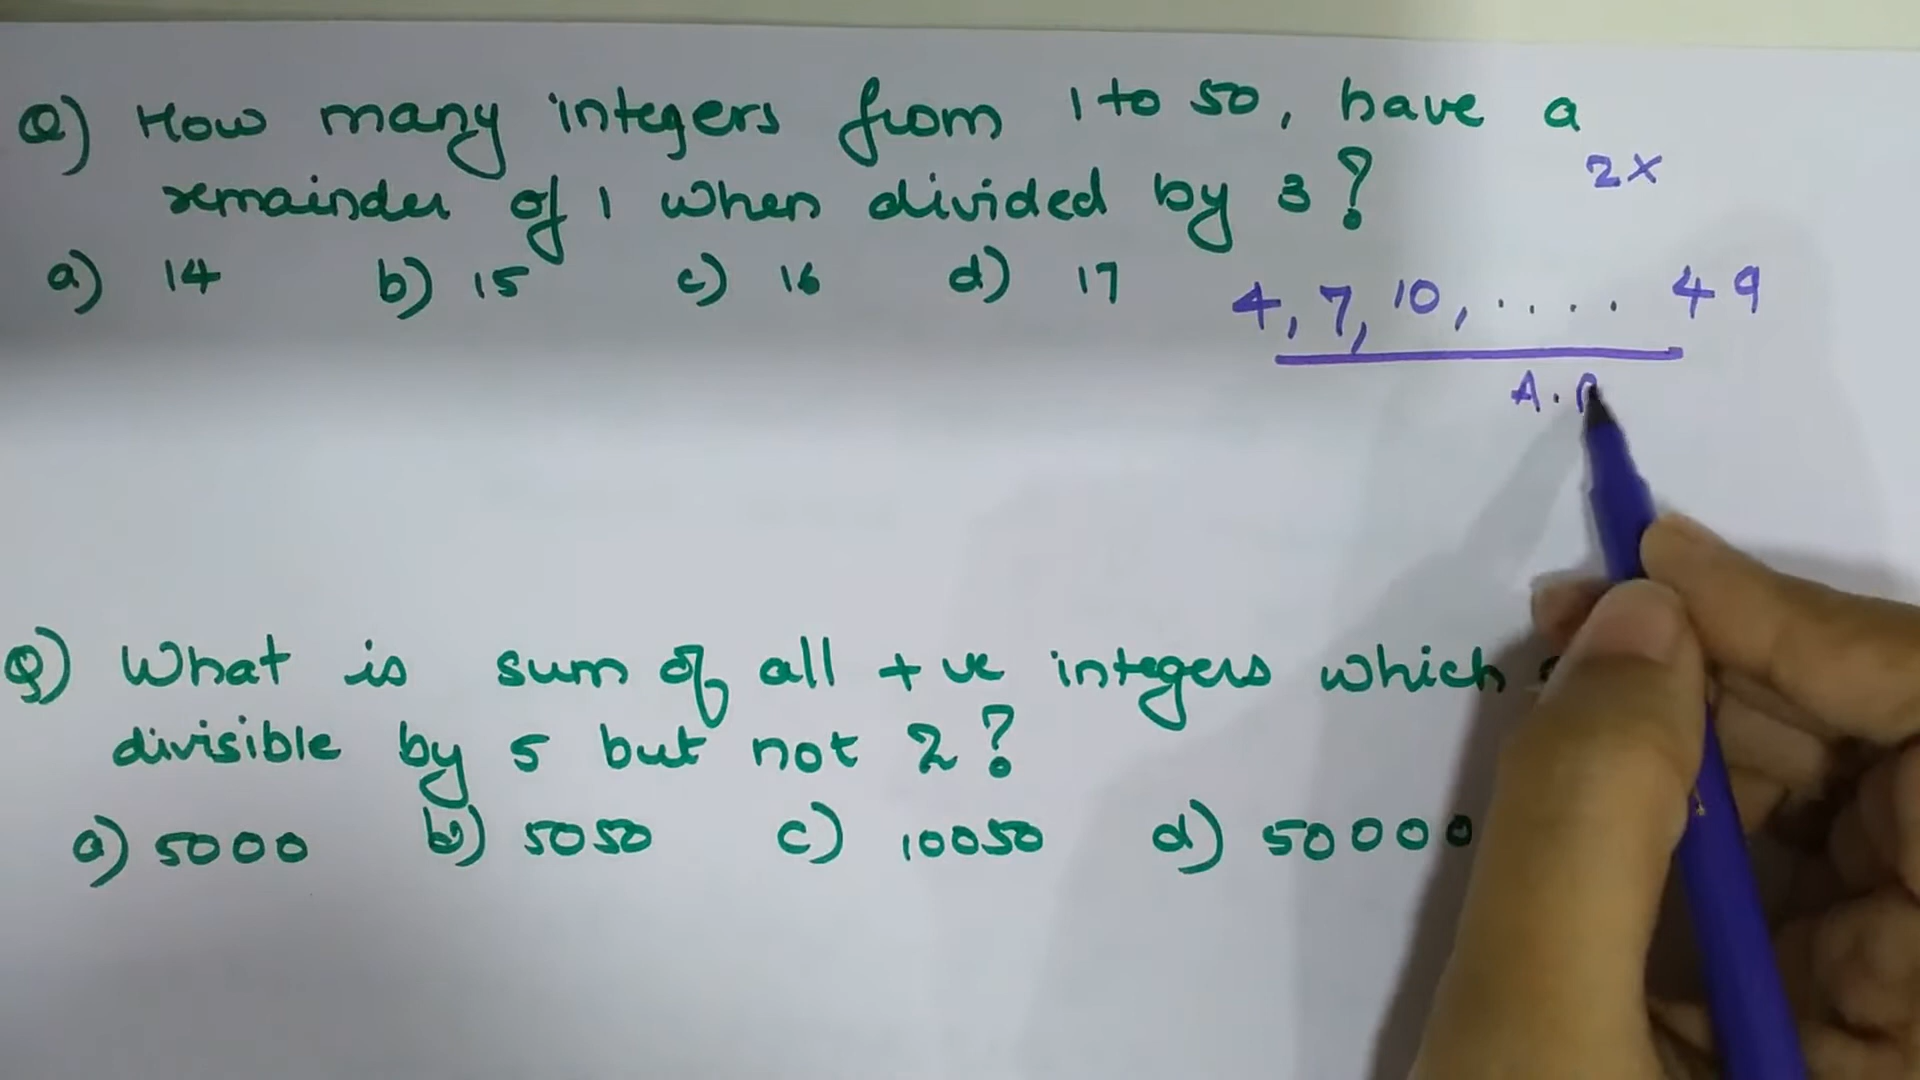 Q) How many integers from 1 to 50, have a
remainder of 1 when divided by 3?
2x
a) 14 b) 15 c) 16 d) 17
4, 7, 10, .... 49
A.
Q) What is sum of all +ve integers which
divisible by 5 but not 2?
a) 5000 b) 5050 c) 10050 d) 50000